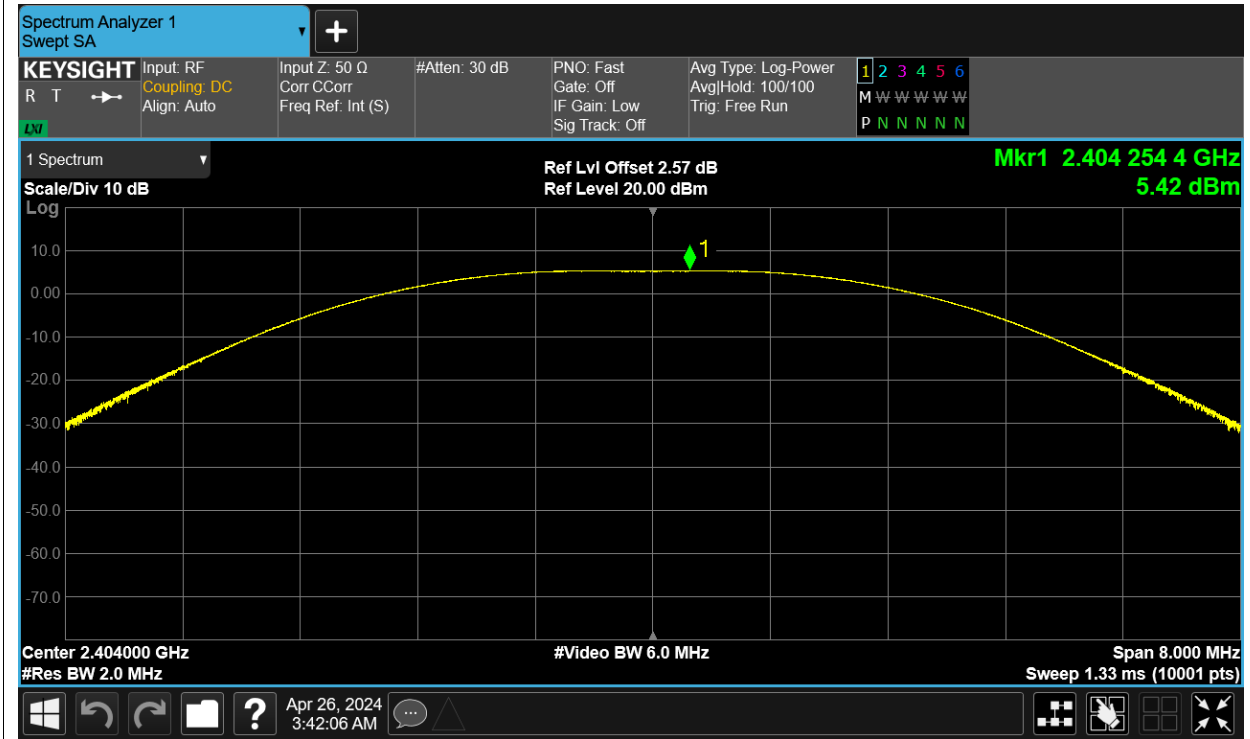 Spectrum Analyzer 1
Swept SA
KEYSIGHT
R T
LXI
Input: RF
Coupling: DC
Align: Auto
Input Z: 50 Ω
Corr CCorr
Freq Ref: Int (S)
#Atten: 30 dB
PNO: Fast
Gate: Off
IF Gain: Low
Sig Track: Off
Avg Type: Log-Power
Avg|Hold: 100/100
Trig: Free Run
1 2 3 4 5 6
M W W W W W W
P N N N N N N
1 Spectrum
Scale/Div 10 dB
Ref Lvl Offset 2.57 dB
Ref Level 20.00 dBm
Mkr1 2.404 254 4 GHz
5.42 dBm
Log
1
10.0
0.00
-10.0
-20.0
-30.0
-40.0
-50.0
-60.0
-70.0
Center 2.404000 GHz
#Video BW 6.0 MHz
Span 8.000 MHz
#Res BW 2.0 MHz
Sweep 1.33 ms (10001 pts)
?
Apr 26, 2024
3:42:06 AM